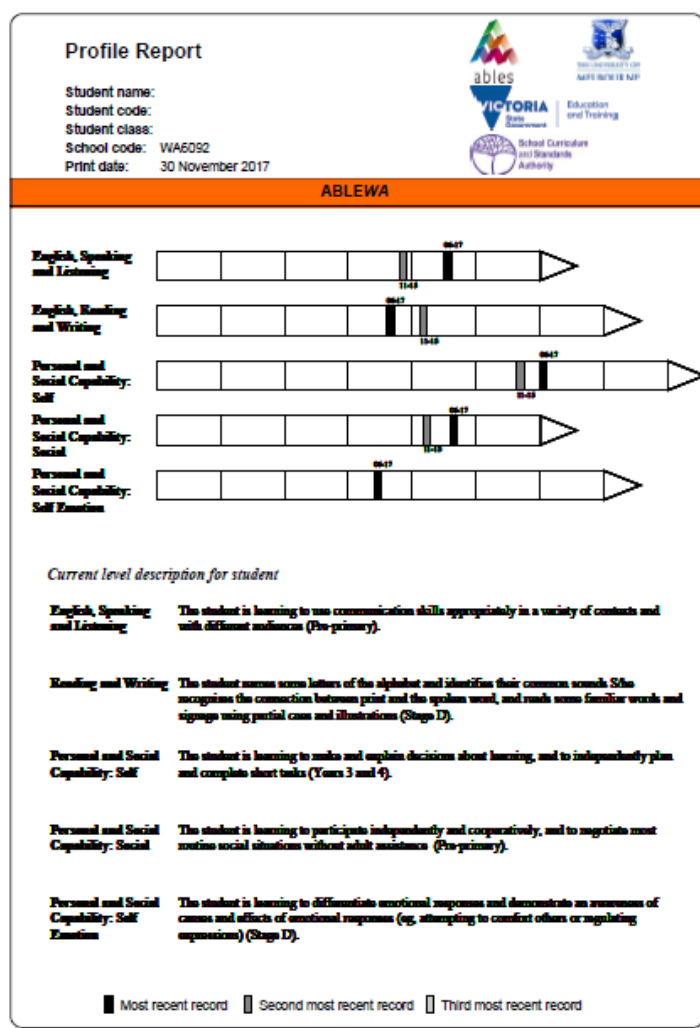 Profile Report
ables
THE UNIVERSITY OF
MELBOURNE
Student name:
Student code:
Student class:
School code: WA6092
Print date: 30 November 2017
VICTORIA
State
Government
Education
and Training
School Curriculum
and Standards
Authority
ABLEWA
English, Speaking
and Listening
06-17
11-15
English, Reading
and Writing
06-17
11-15
Personal and
Social Capability:
Self
06-17
Personal and
Social Capability:
Social
06-17
11-15
Personal and
Social Capability:
Self Emotion
06-17
Current level description for student
English, Speaking
and Listening
The student is learning to use communication skills appropriately in a variety of contexts and
with different audiences (Pre-primary).
Reading and Writing
The student names some letters of the alphabet and identifies their common sounds S/he
recognises the connection between print and the spoken word, and reads some familiar words and
signage using partial cues and illustrations (Stage D).
Personal and Social
Capability: Self
The student is learning to make and explain decisions about learning, and to independently plan
and complete short tasks (Years 3 and 4).
Personal and Social
Capability: Social
The student is learning to participate independently and cooperatively, and to negotiate most
routine social situations without adult assistance (Pre-primary).
Personal and Social
Capability: Self
Emotion
The student is learning to differentiate emotional responses and demonstrate an awareness of
causes and effects of emotional responses (eg, attempting to comfort others or regulating
expressions) (Stage D).
Most recent record
Second most recent record
Third most recent record